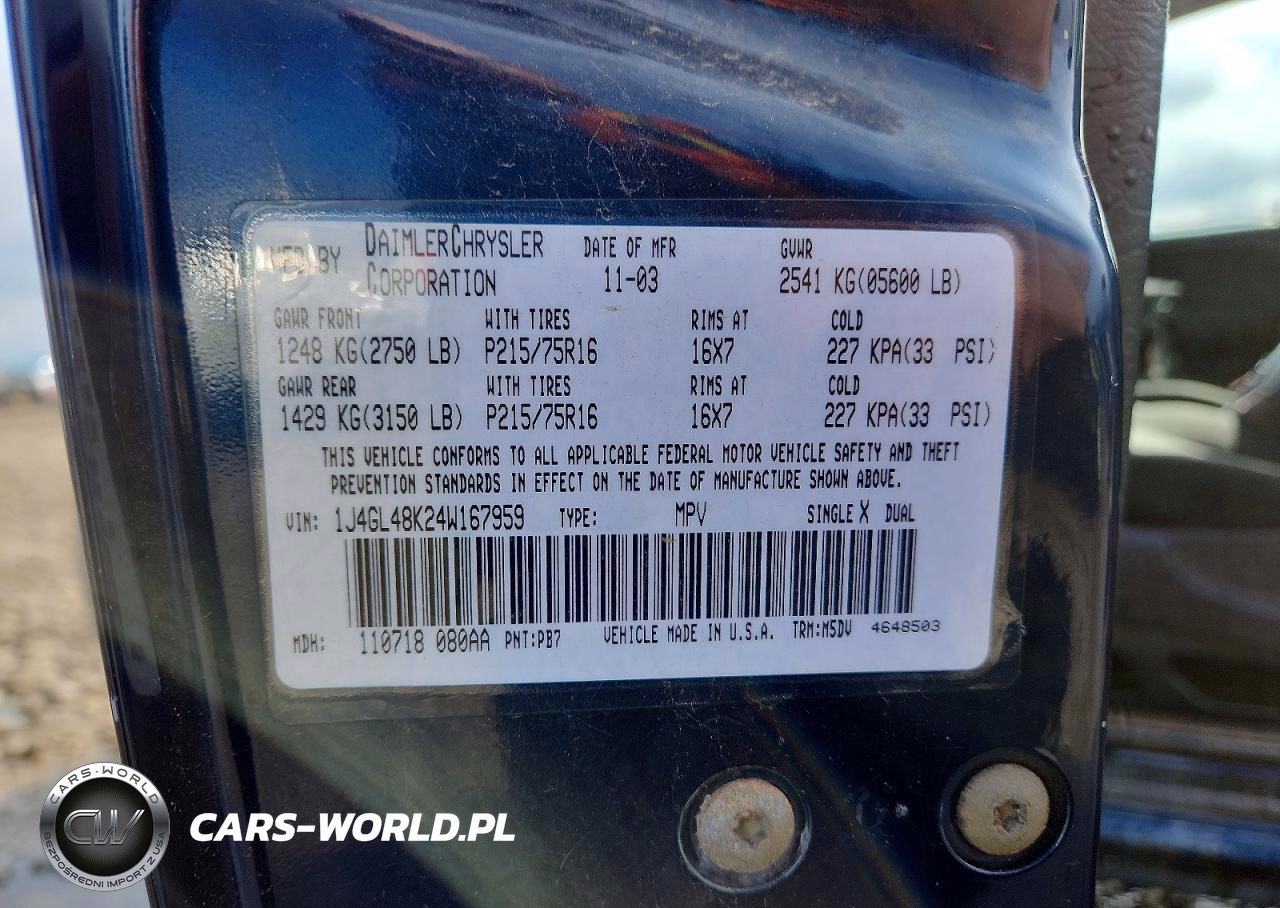 MFD BY DAIMLERCHRYSLER CORPORATION DATE OF MFR 11-03 GVWR 2541 KG(05600 LB)
GAWR FRONT WITH TIRES RIMS AT COLD
1248 KG(2750 LB) P215/75R16 16X7 227 KPA(33 PSI)
GAWR REAR WITH TIRES RIMS AT COLD
1429 KG(3150 LB) P215/75R16 16X7 227 KPA(33 PSI)
THIS VEHICLE CONFORMS TO ALL APPLICABLE FEDERAL MOTOR VEHICLE SAFETY AND THEFT
PREVENTION STANDARDS IN EFFECT ON THE DATE OF MANUFACTURE SHOWN ABOVE.
VIN: 1J4GL48K24W167959 TYPE: MPV SINGLE X DUAL
MDH: 110718 080AA PNT:PB7 VEHICLE MADE IN U.S.A. TRM:M5DV 4648503
CARS-WORLD
CW
BEZPOŚREDNI IMPORT Z USA
CARS-WORLD.PL